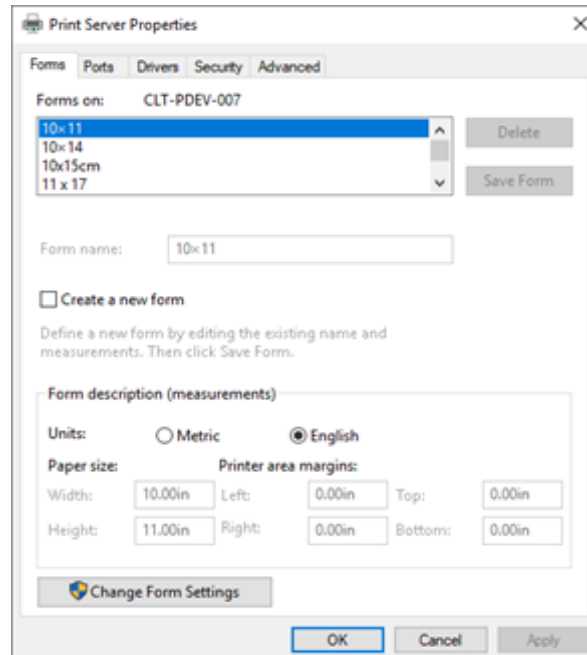 Print Server Properties
Forms Ports Drivers Security Advanced
Forms on: CLT-PDEV-007
10×11
10×14
10x15cm
11 x 17
Delete
Save Form
Form name: 10×11
Create a new form
Define a new form by editing the existing name and
measurements. Then click Save Form.
Form description (measurements)
Units: Metric English
Paper size: Printer area margins:
Width: 10.00in Left: 0.00in Top: 0.00in
Height: 11.00in Right: 0.00in Bottom: 0.00in
Change Form Settings
OK Cancel Apply